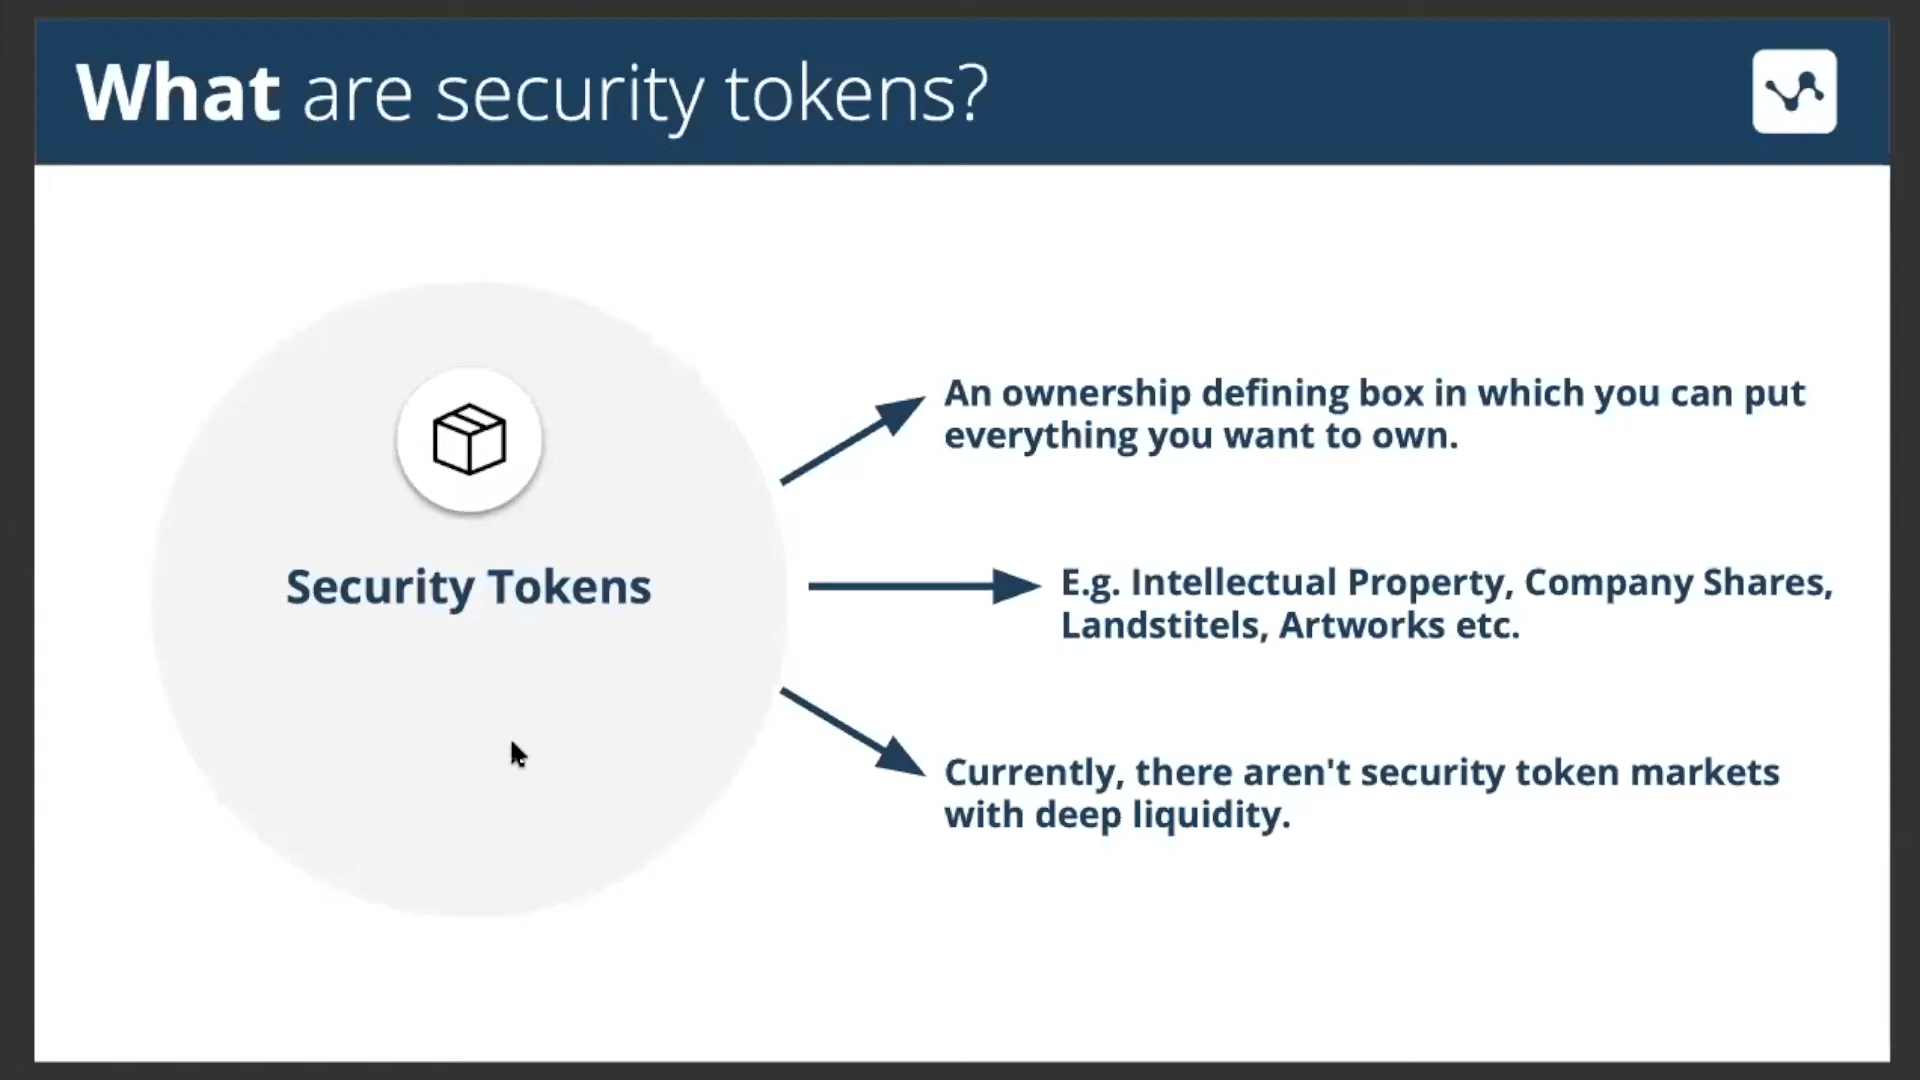 What are security tokens?
Security Tokens
An ownership defining box in which you can put
everything you want to own.
E.g. Intellectual Property, Company Shares,
Landstitels, Artworks etc.
Currently, there aren't security token markets
with deep liquidity.